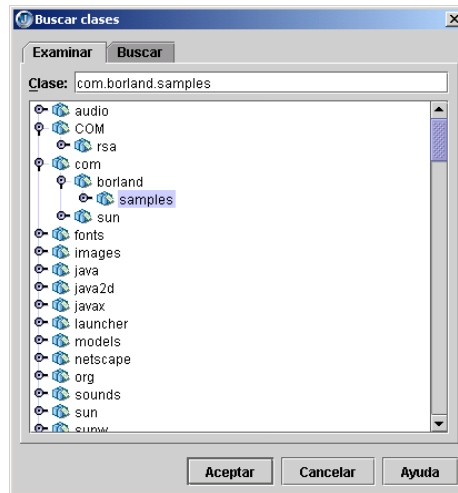 Buscar clases
Examinar Buscar
Clase: com.borland.samples
audio
COM
rsa
com
borland
samples
sun
fonts
images
java
java2d
javax
launcher
models
netscape
org
sounds
sun
sunw
Aceptar Cancelar Ayuda